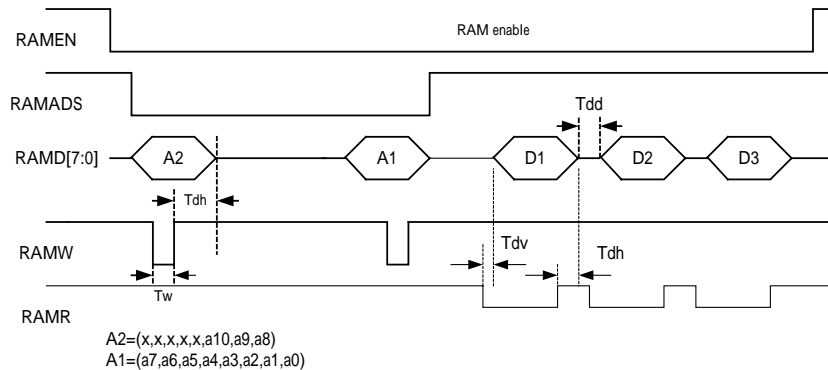 RAMEN
RAM enable
RAMADS
Tdd
RAMD[7:0]
A2
A1
D1
D2
D3
Tdh
RAMW
Tdv
Tdh
Tw
RAMR
A2=(x,x,x,x,x,a10,a9,a8)
A1=(a7,a6,a5,a4,a3,a2,a1,a0)